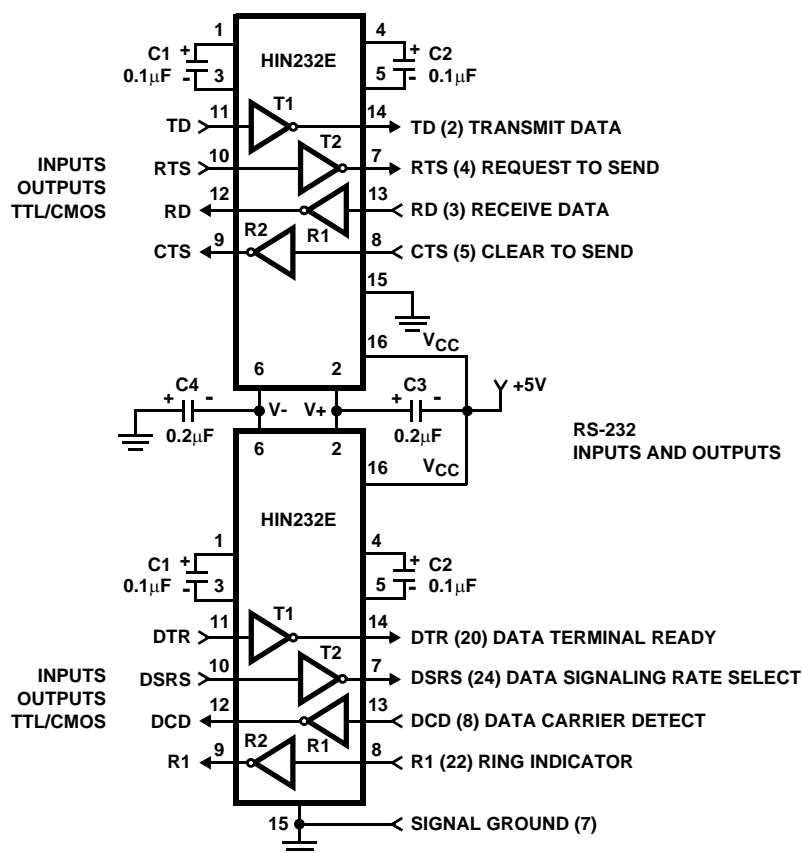 1
4
C1
+
HIN232E
+
C2
0.1µF
-
3
5
-
0.1µF
T1
11
14
TD
TD (2) TRANSMIT DATA
T2
INPUTS
OUTPUTS
TTL/CMOS
10
7
RTS
RTS (4) REQUEST TO SEND
12
13
RD
RD (3) RECEIVE DATA
R2
R1
9
8
CTS
CTS (5) CLEAR TO SEND
15
16
VCC
6
2
C4
C3
+5V
+
-
V-
V+
+
-
0.2µF
0.2µF
RS-232
INPUTS AND OUTPUTS
6
2
16
VCC
HIN232E
1
4
C1
+
+
C2
0.1µF
-
3
5
-
0.1µF
T1
11
14
DTR
DTR (20) DATA TERMINAL READY
T2
INPUTS
OUTPUTS
TTL/CMOS
10
7
DSRS
DSRS (24) DATA SIGNALING RATE SELECT
12
13
DCD
DCD (8) DATA CARRIER DETECT
R2
R1
9
8
R1
R1 (22) RING INDICATOR
15
SIGNAL GROUND (7)